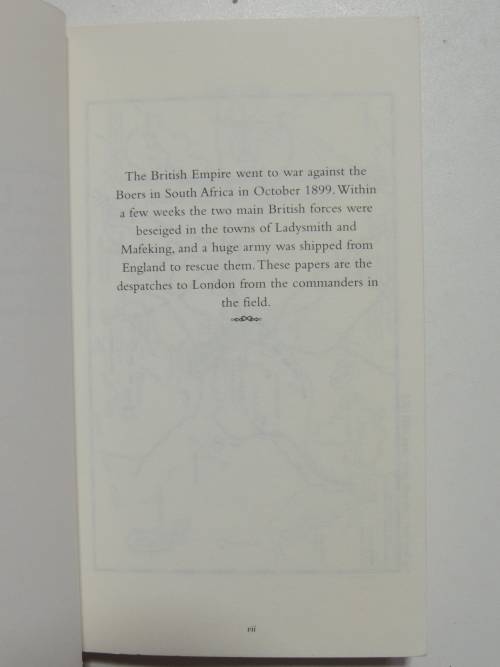 The British Empire went to war against the
Boers in South Africa in October 1899. Within
a few weeks the two main British forces were
beseiged in the towns of Ladysmith and
Mafeking, and a huge army was shipped from
England to rescue them. These papers are the
despatches to London from the commanders in
the field.
vii